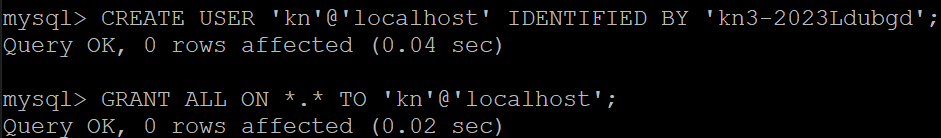 mysql> CREATE USER 'kn'@'localhost' IDENTIFIED BY 'kn3-2023Ldubgd';
Query OK, 0 rows affected (0.04 sec)
mysql> GRANT ALL ON *.* TO 'kn'@'localhost';
Query OK, 0 rows affected (0.02 sec)